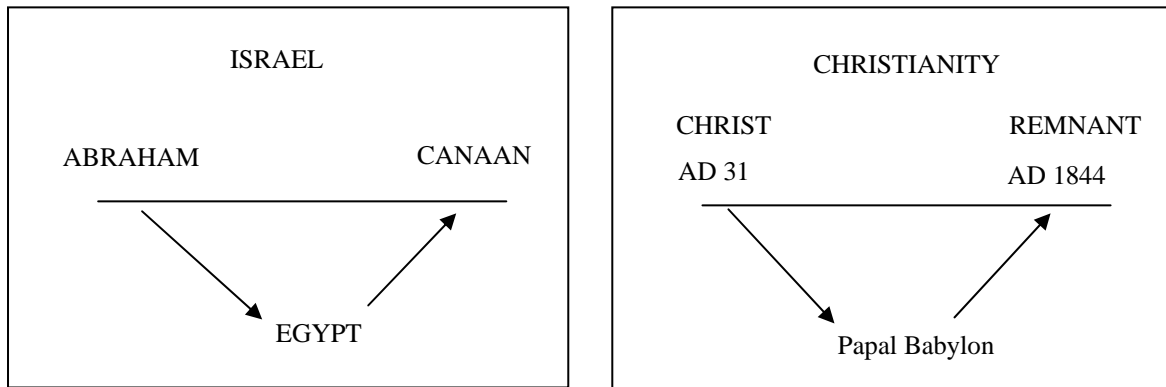 ISRAEL
ABRAHAM
CANAAN
EGYPT
CHRISTIANITY
CHRIST
REMNANT
AD 31
AD 1844
Papal Babylon